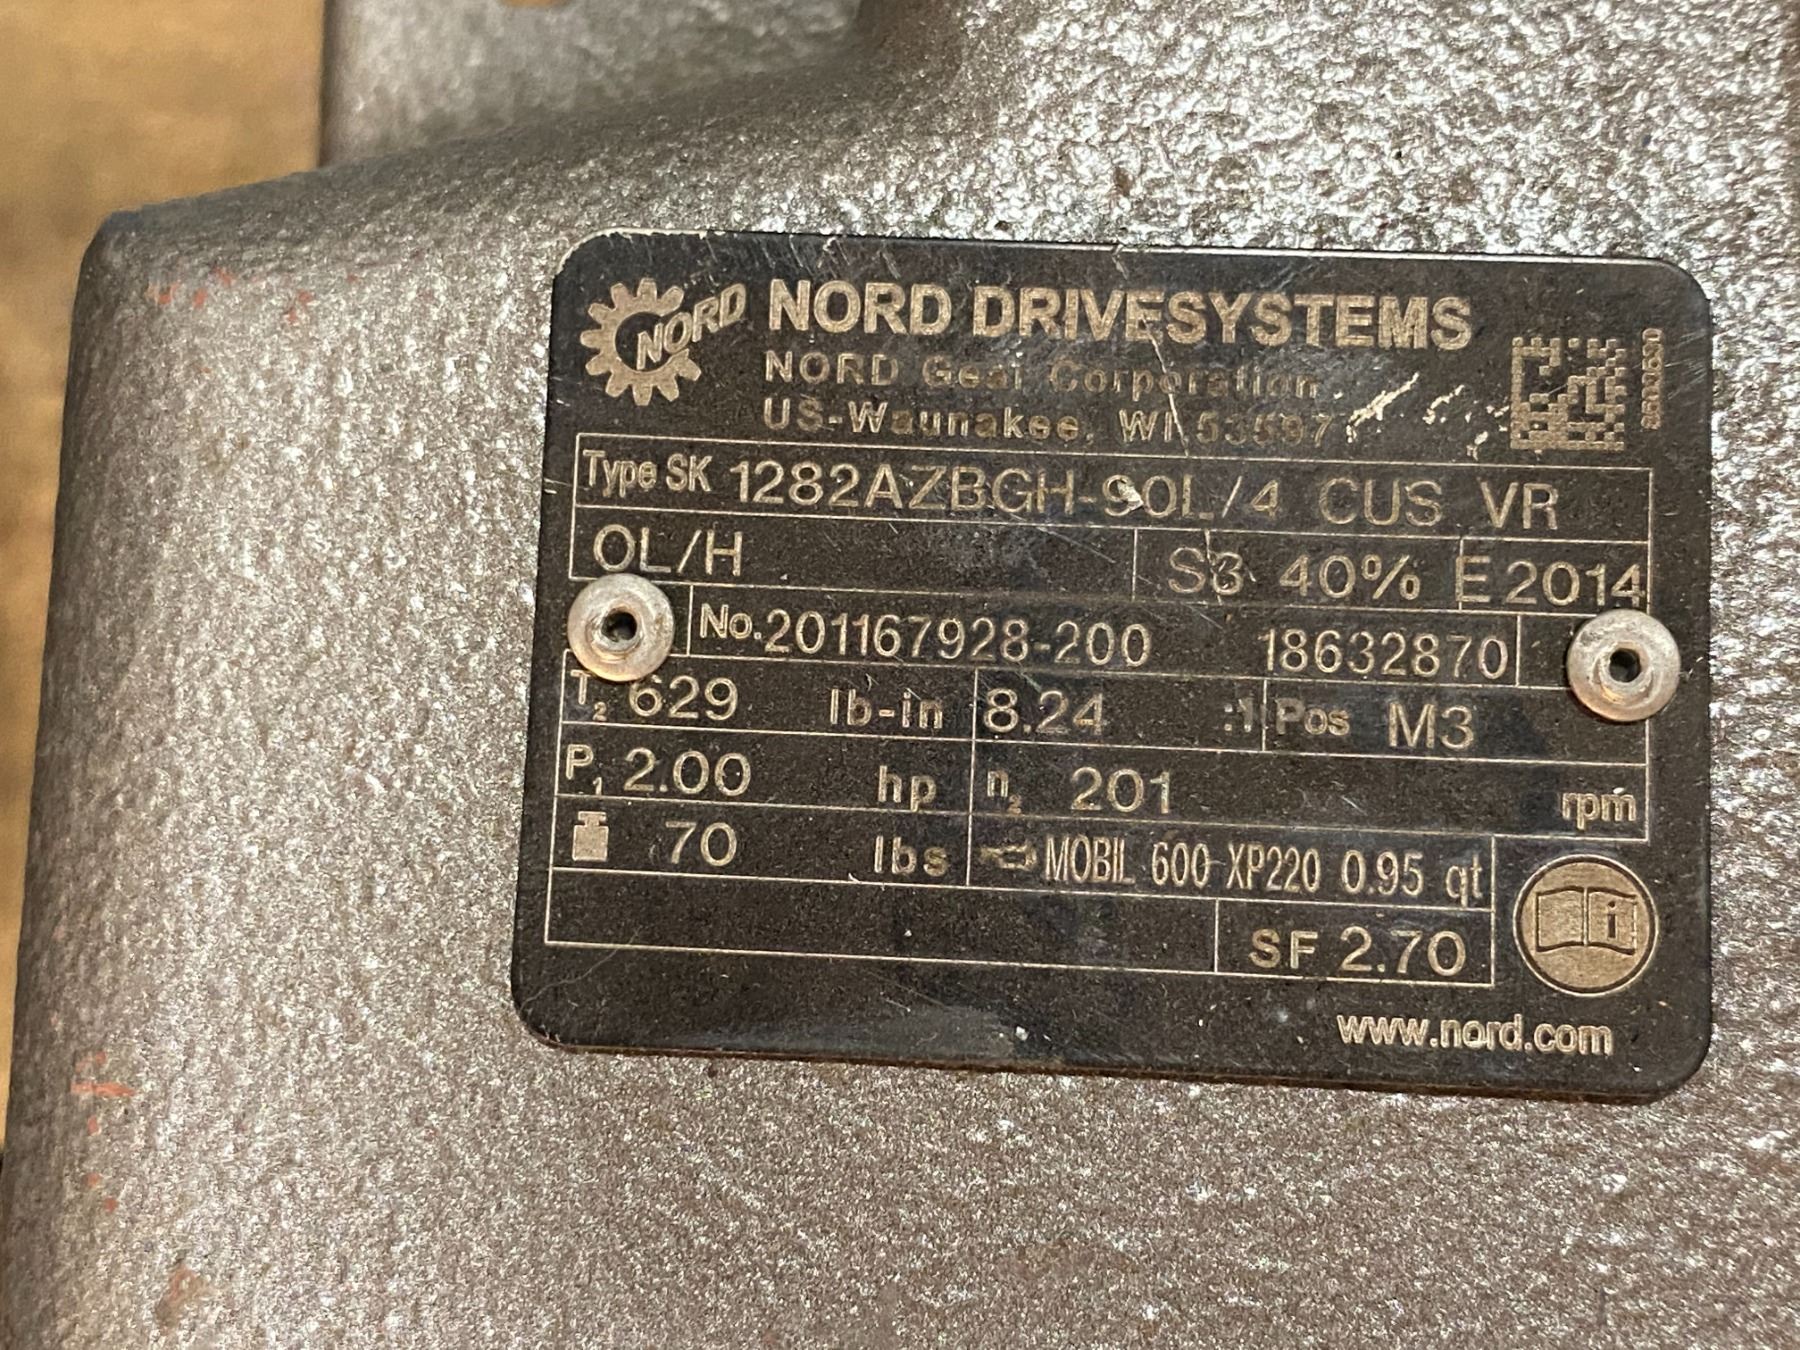 NORD NORD DRIVESYSTEMS
NORD Gear Corporation
US-Waunakee, WI 53597
Type SK 1282AZBGH-90L/4 CUS VR
OL/H S3 40% E 2014
No. 201167928-200 18632870
T₂ 629 lb-in 8.24 :1 Pos M3
P₁ 2.00 hp n₂ 201 rpm
70 lbs MOBIL 600 XP220 0.95 qt
SF 2.70
i
www.nord.com